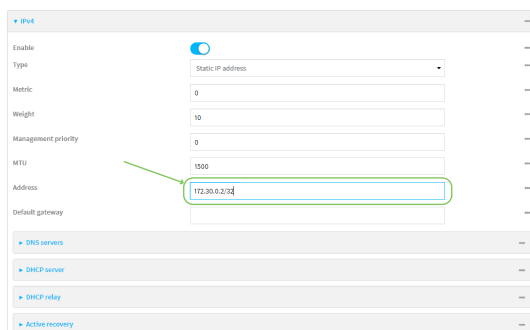 ▾ IPv4
Enable
Type Static IP address
Metric 0
Weight 10
Management priority 0
MTU 1500
Address 172.30.0.2/32
Default gateway
▸ DNS servers
▸ DHCP server
▸ DHCP relay
▸ Active recovery